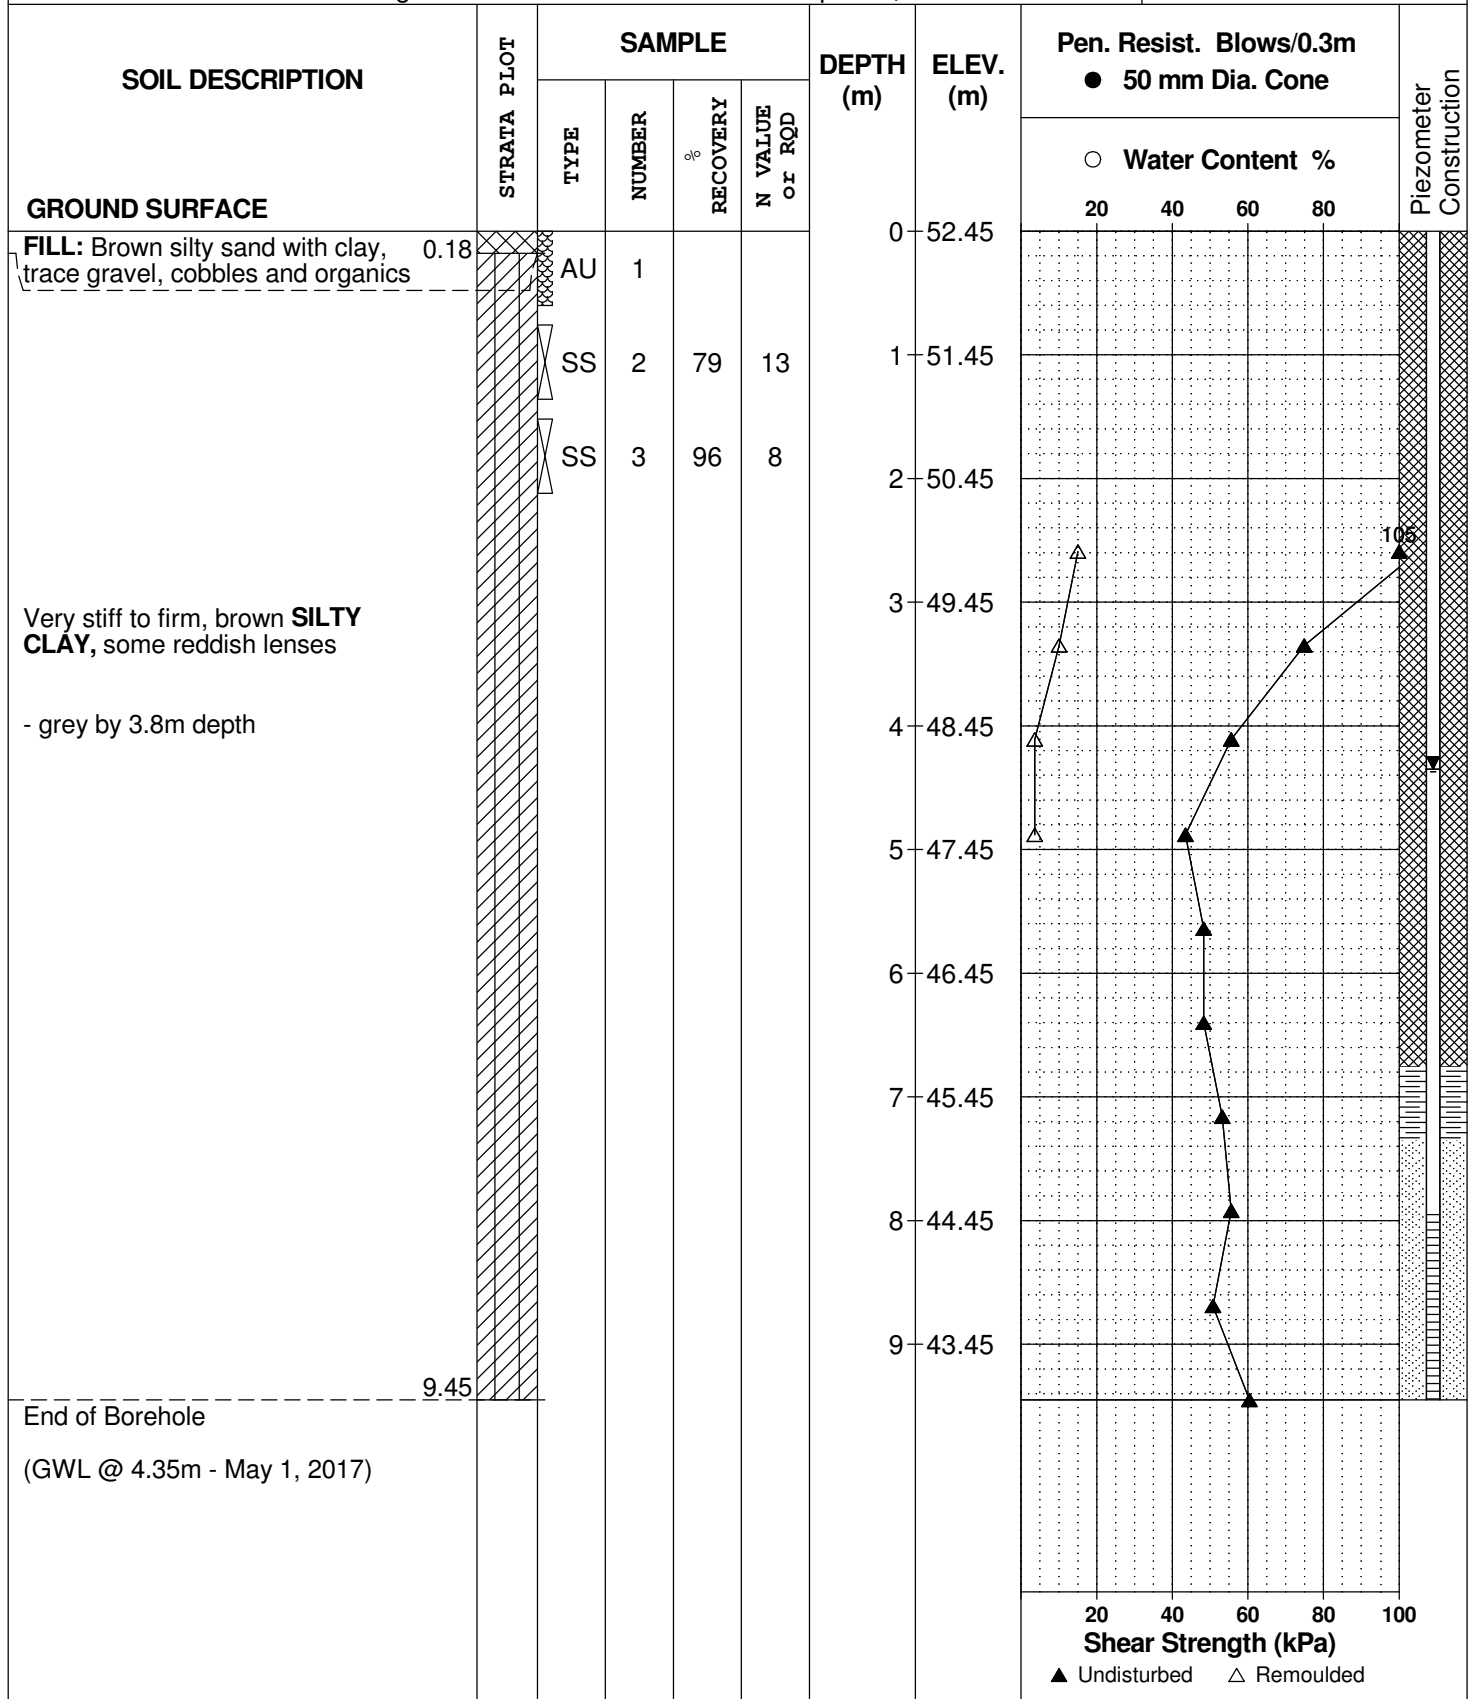 SOIL DESCRIPTION
GROUND SURFACE
STRATA PLOT
SAMPLE
TYPE
NUMBER
%
RECOVERY
N VALUE
or RQD
DEPTH
(m)
ELEV.
(m)
Pen. Resist. Blows/0.3m
● 50 mm Dia. Cone
○ Water Content %
20 40 60 80
Piezometer
Construction
0 52.45
FILL: Brown silty sand with clay, 0.18
trace gravel, cobbles and organics
AU 1
SS 2 79 13
1 51.45
SS 3 96 8
2 50.45
105
3 49.45
Very stiff to firm, brown SILTY
CLAY, some reddish lenses
- grey by 3.8m depth
4 48.45
5 47.45
6 46.45
7 45.45
8 44.45
9 43.45
9.45
End of Borehole
(GWL @ 4.35m - May 1, 2017)
20 40 60 80 100
Shear Strength (kPa)
▲ Undisturbed △ Remoulded